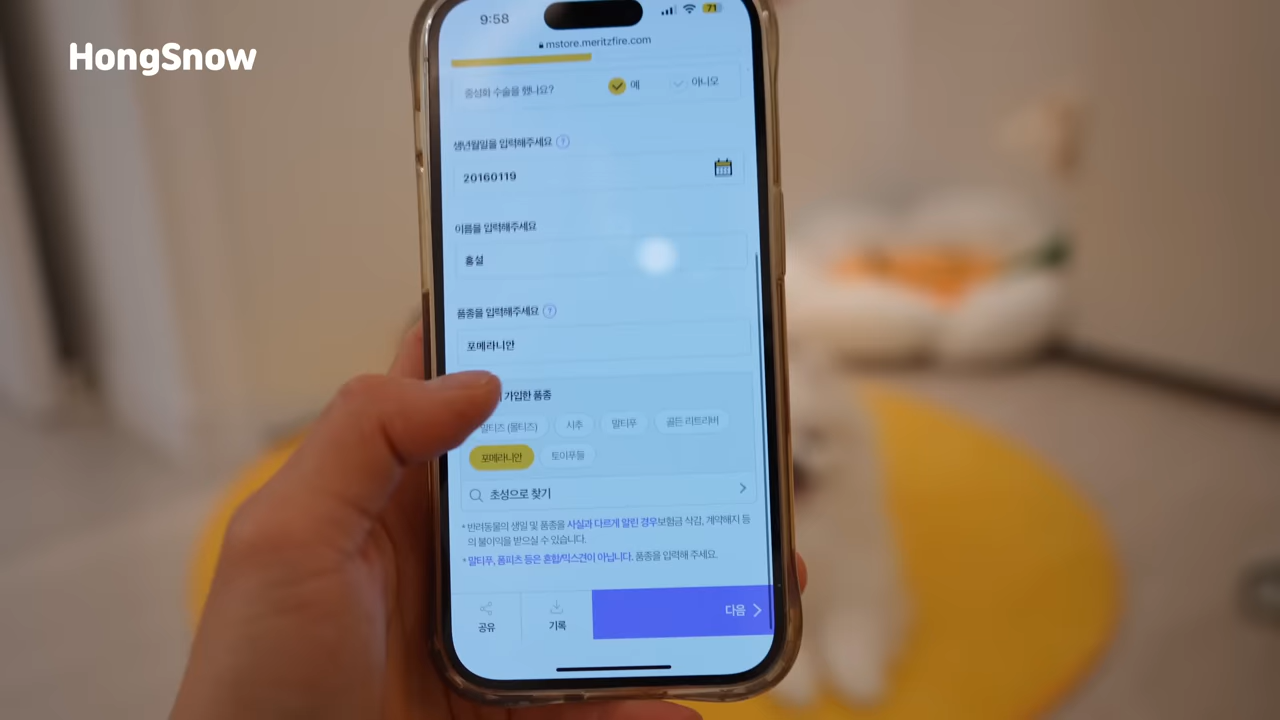 HongSnow
9:58
71
mstore.meritzfire.com
중성화 수술을 했나요?
예
아니오
생년월일을 입력해주세요 ?
20160119
이름을 입력해주세요
홍설
품종을 입력해주세요 ?
포메라니안
가입한 품종
말티즈 (몰티즈)
시츄
말티푸
골든 리트리버
포메라니안
토이푸들
초성으로 찾기
* 반려동물의 생일 및 품종을 사실과 다르게 알린 경우보험금 삭감, 계약해지 등
의 불이익을 받으실 수 있습니다.
* 말티푸, 폼피츠 등은 혼합/믹스견이 아닙니다. 품종을 입력해 주세요.
공유
기록
다음